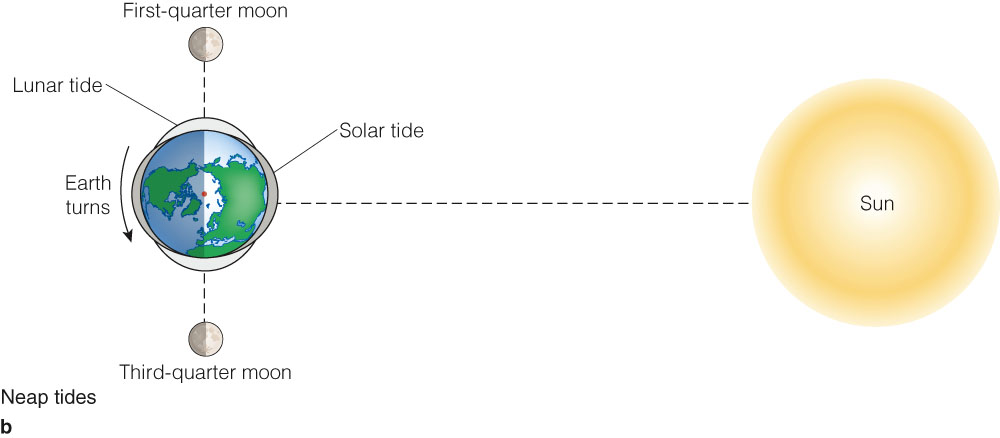 First-quarter moon
Lunar tide
Solar tide
Earth
turns
Sun
Third-quarter moon
Neap tides
b